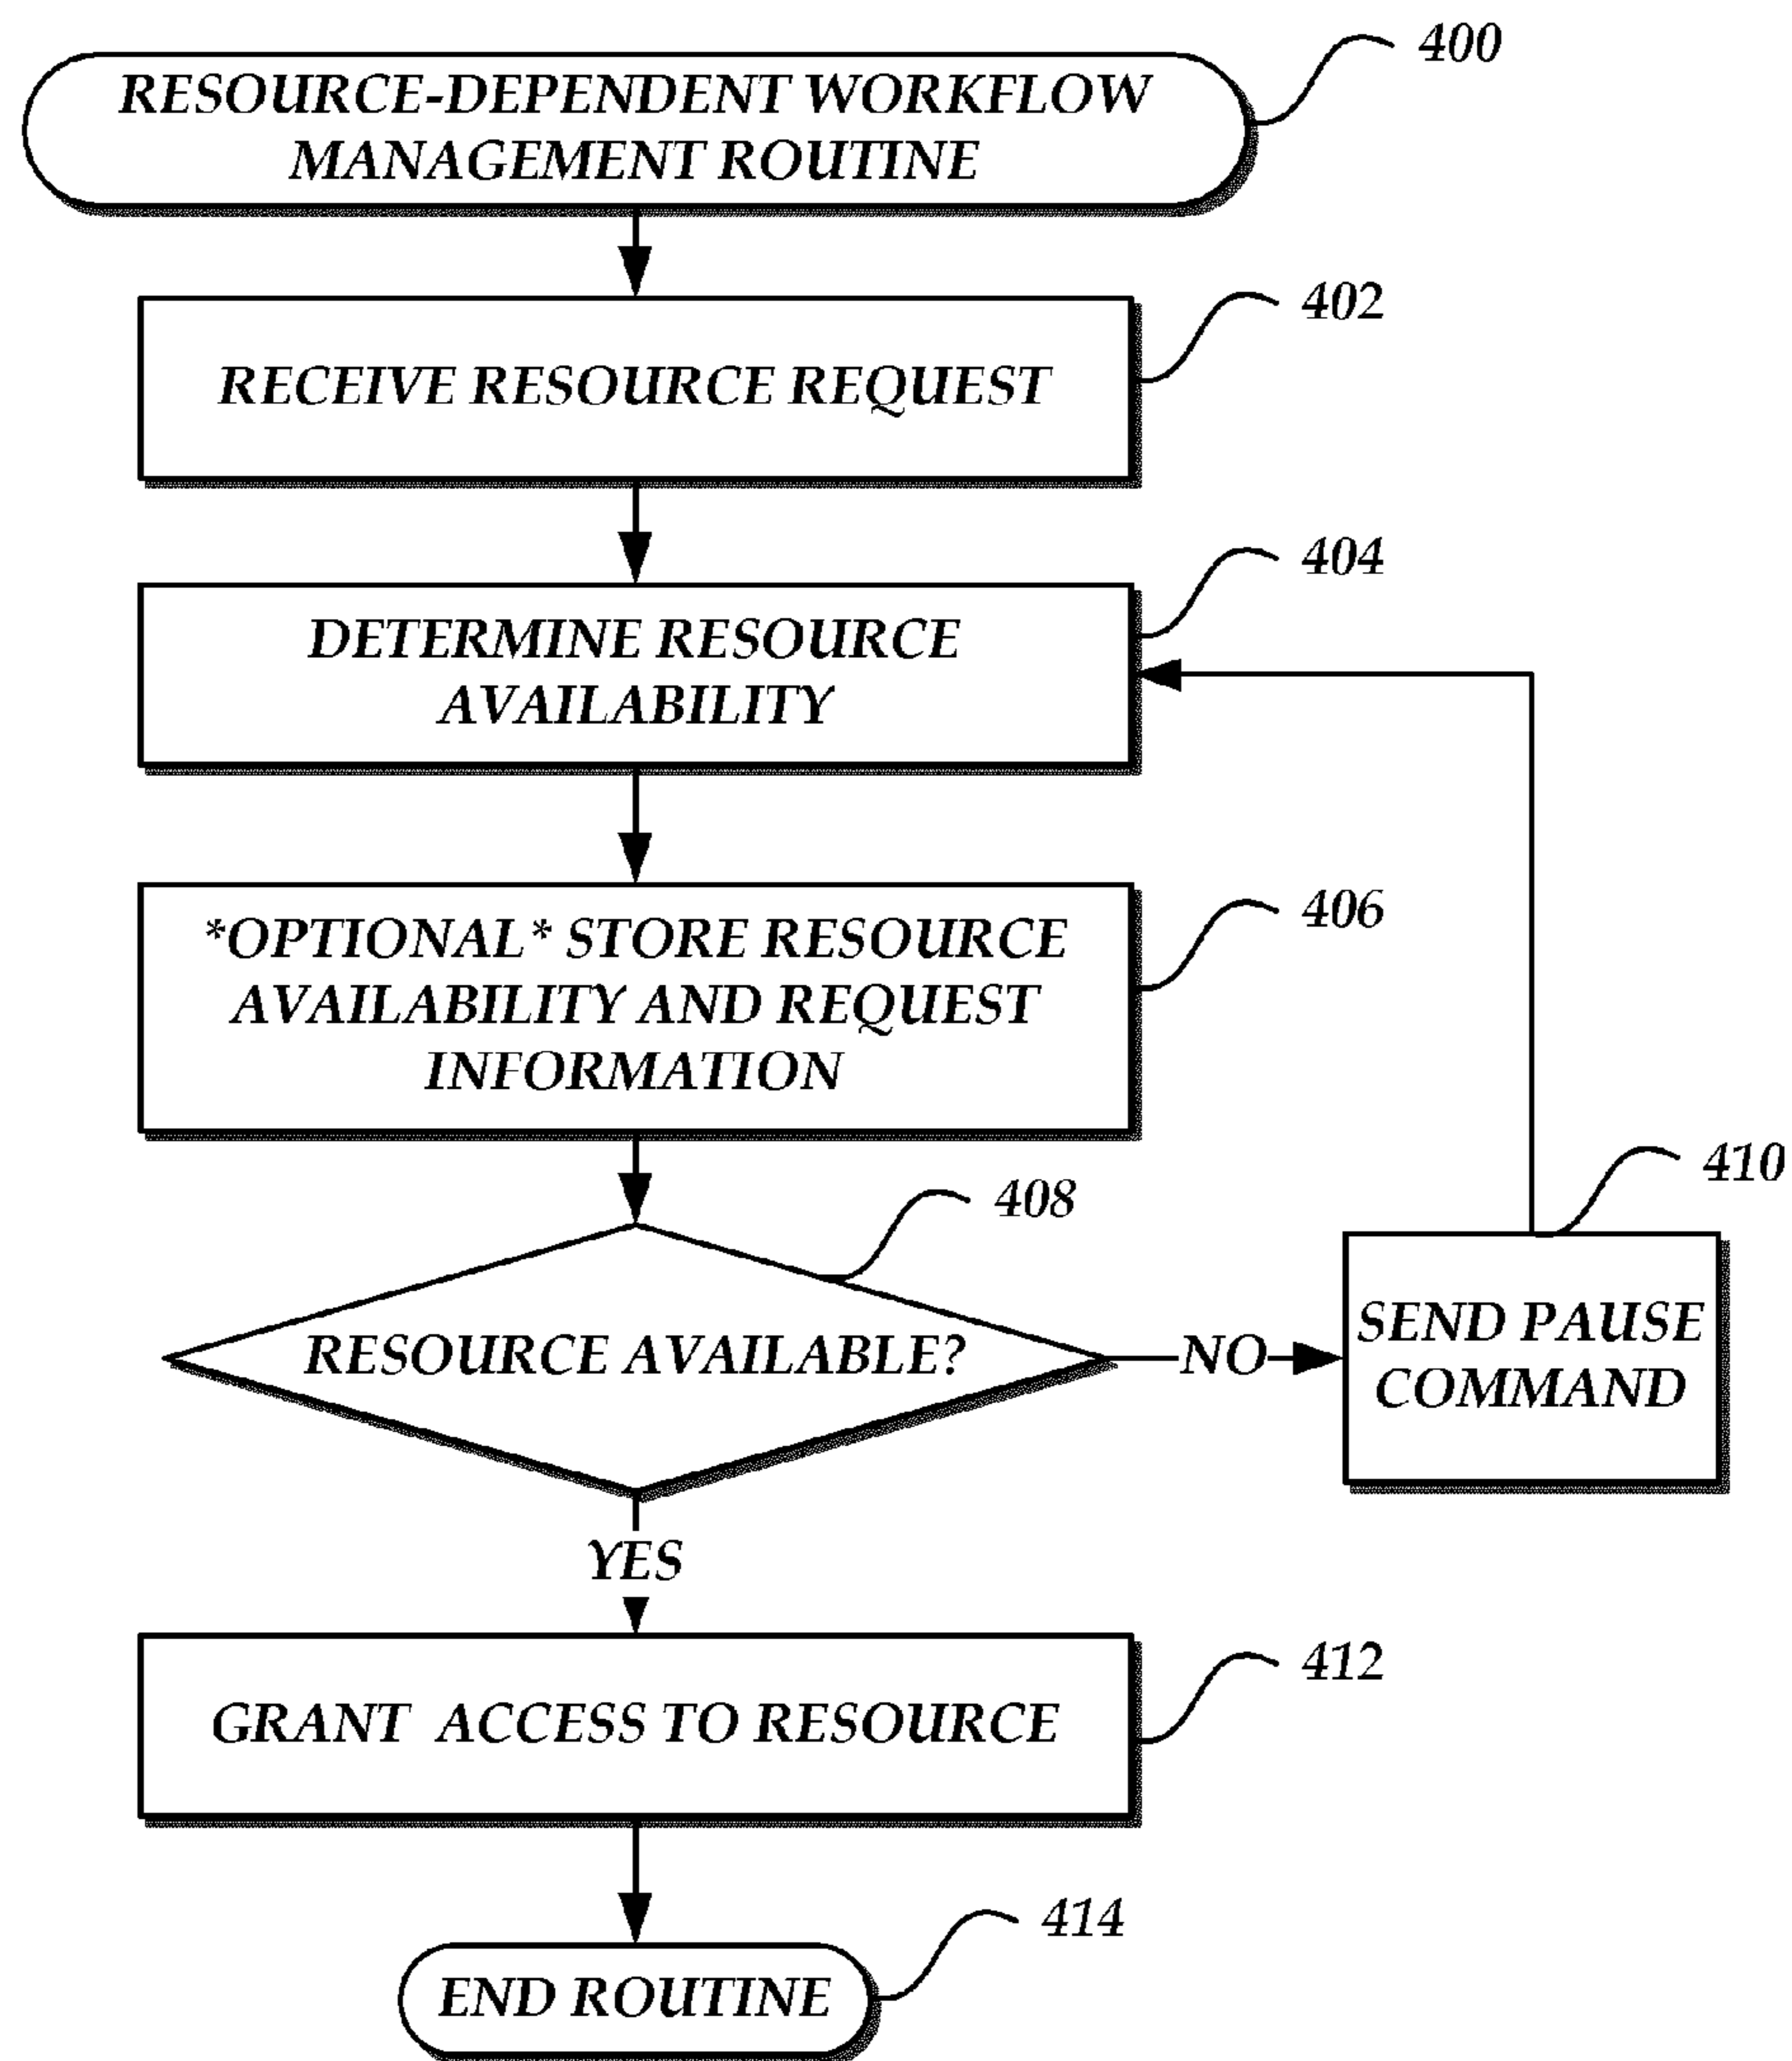 400
RESOURCE-DEPENDENT WORKFLOW
MANAGEMENT ROUTINE
402
RECEIVE RESOURCE REQUEST
404
DETERMINE RESOURCE
AVAILABILITY
406
*OPTIONAL* STORE RESOURCE
AVAILABILITY AND REQUEST
INFORMATION
408
RESOURCE AVAILABLE?
NO
410
SEND PAUSE
COMMAND
YES
412
GRANT ACCESS TO RESOURCE
414
END ROUTINE